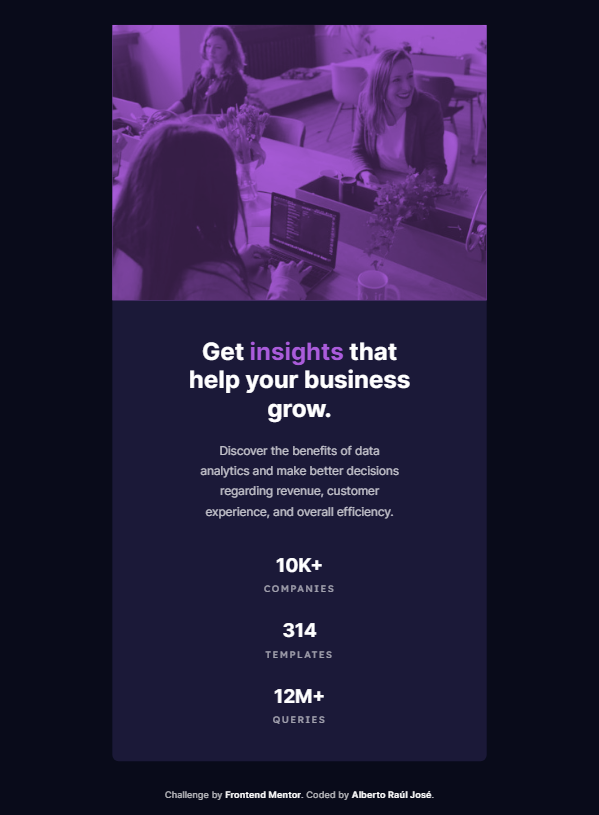 Get insights that
help your business
grow.
Discover the benefits of data
analytics and make better decisions
regarding revenue, customer
experience, and overall efficiency.
10K+
COMPANIES
314
TEMPLATES
12M+
QUERIES
Challenge by Frontend Mentor. Coded by Alberto Raúl José.